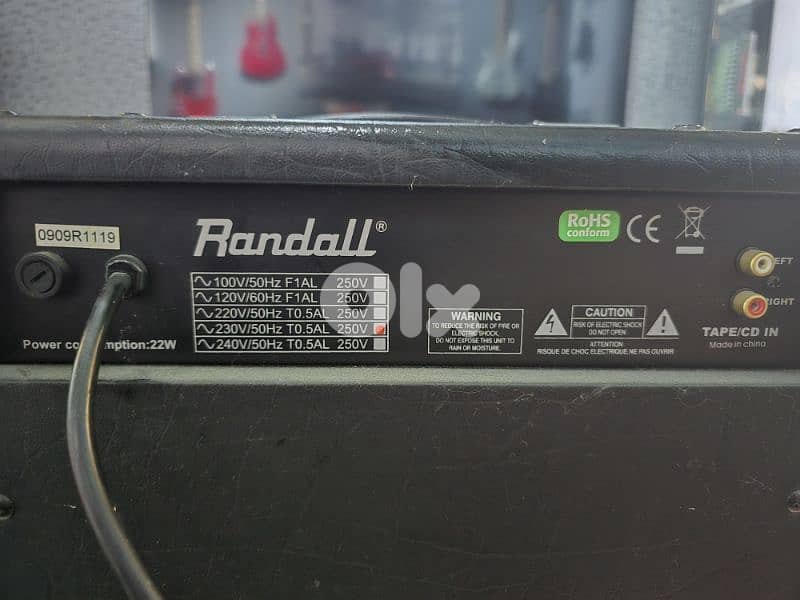 0909R1119
Randall®
100V/50Hz F1AL 250V
120V/60Hz F1AL 250V
220V/50Hz T0.5AL 250V
230V/50Hz T0.5AL 250V
240V/50Hz T0.5AL 250V
Power consumption:22W
olx
WARNING
TO REDUCE THE RISK OF FIRE OR
ELECTRIC SHOCK,
DO NOT EXPOSE THIS UNIT TO
RAIN OR MOISTURE.
RoHS
conform
CE
CAUTION
RISK OF ELECTRIC SHOCK
DO NOT OPEN
ATTENTION:
RISQUE DE CHOC ELECTRIQUE,NE PAS OUVRIR
LEFT
RIGHT
TAPE/CD IN
Made in china